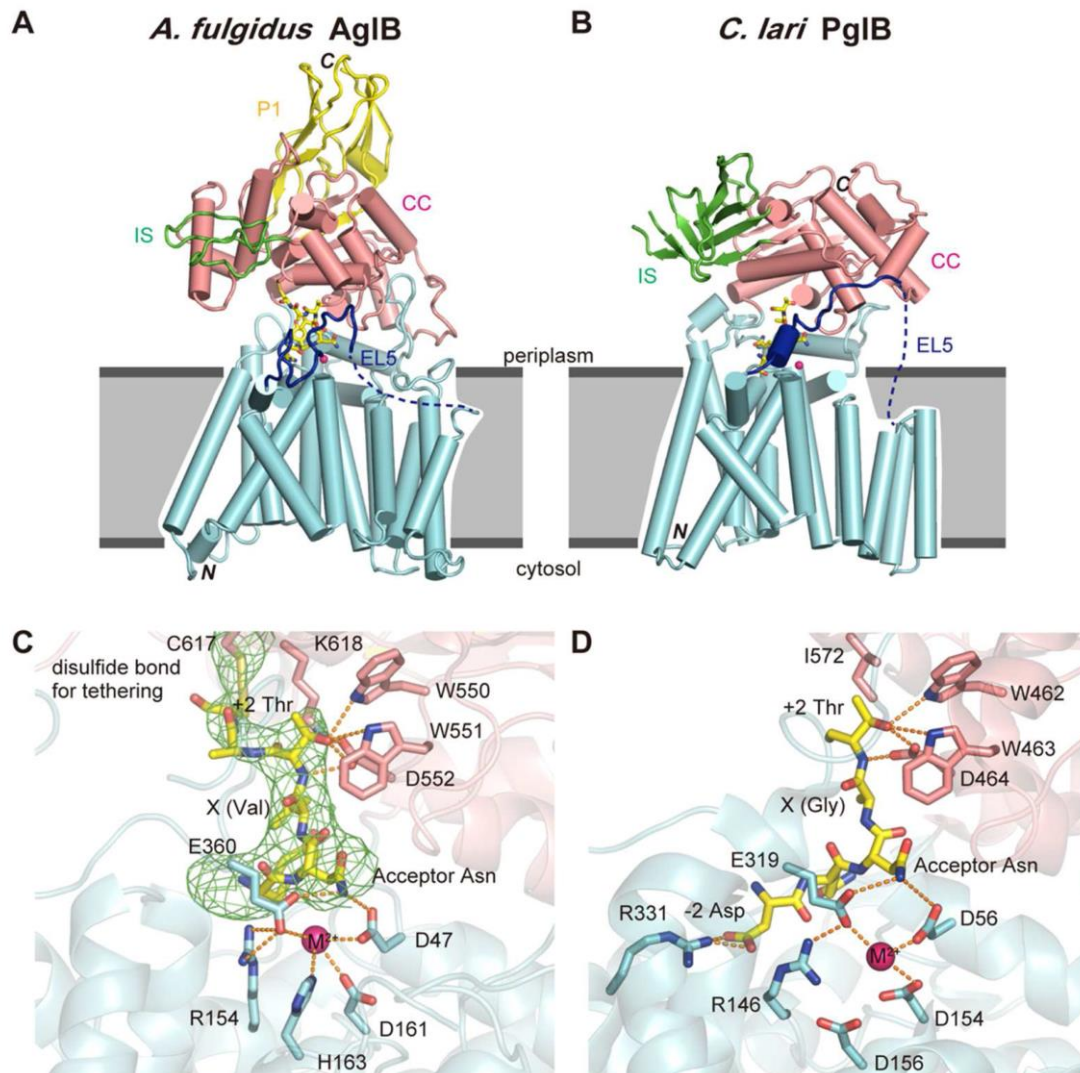 A
A. fulgidus AglB
B
C. lari PglB
C
P1
CC
IS
EL5
N
C
CC
IS
EL5
N
periplasm
cytosol
C
C617
K618
disulfide bond
for tethering
W550
+2 Thr
W551
D552
X (Val)
E360
Acceptor Asn
M2+
D47
R154
D161
H163
D
I572
+2 Thr
W462
W463
D464
X (Gly)
E319
Acceptor Asn
R331
-2 Asp
D56
M2+
R146
D154
D156